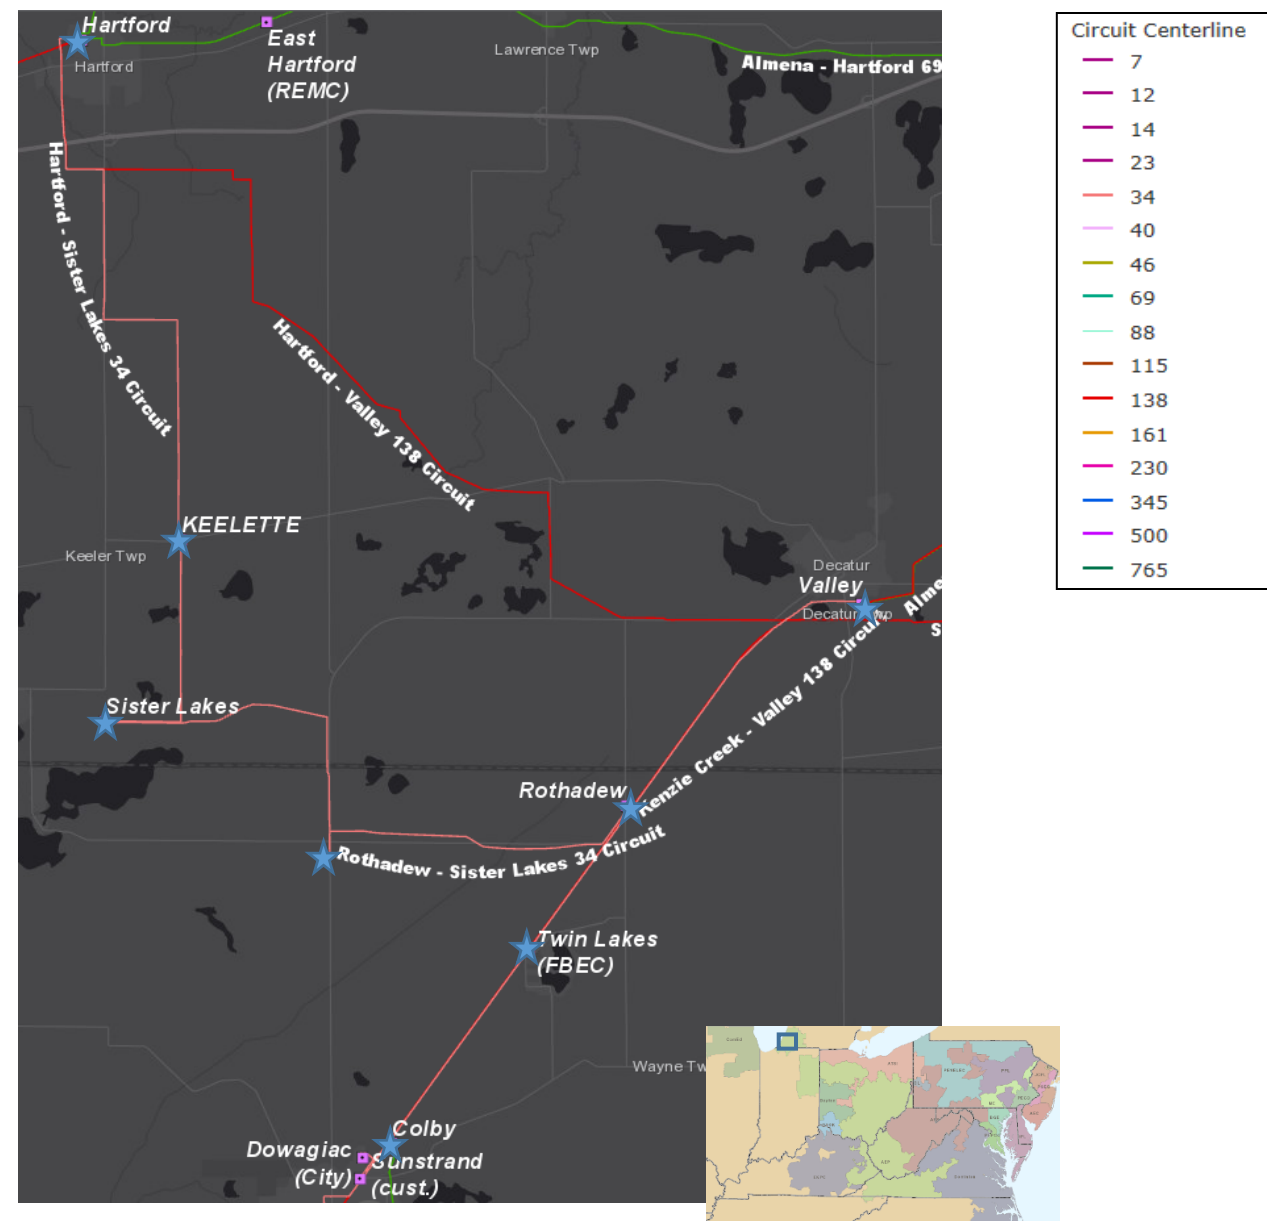 Hartford
Hartford
East
Hartford
(REMC)
Lawrence Twp
Almena - Hartford 69
Hartford - Sister Lakes 34 Circuit
Hartford - Valley 138 Circuit
KEELETTE
Keeler Twp
Decatur
Valley
Decatur
Alme
S
Kenzie Creek - Valley 138 Circuit
Sister Lakes
Rothadew
Rothadew - Sister Lakes 34 Circuit
Twin Lakes
(FBEC)
Wayne Tw
Colby
Dowagiac
(City)
Sunstrand
(cust.)
Circuit Centerline
7
12
14
23
34
40
46
69
88
115
138
161
230
345
500
765